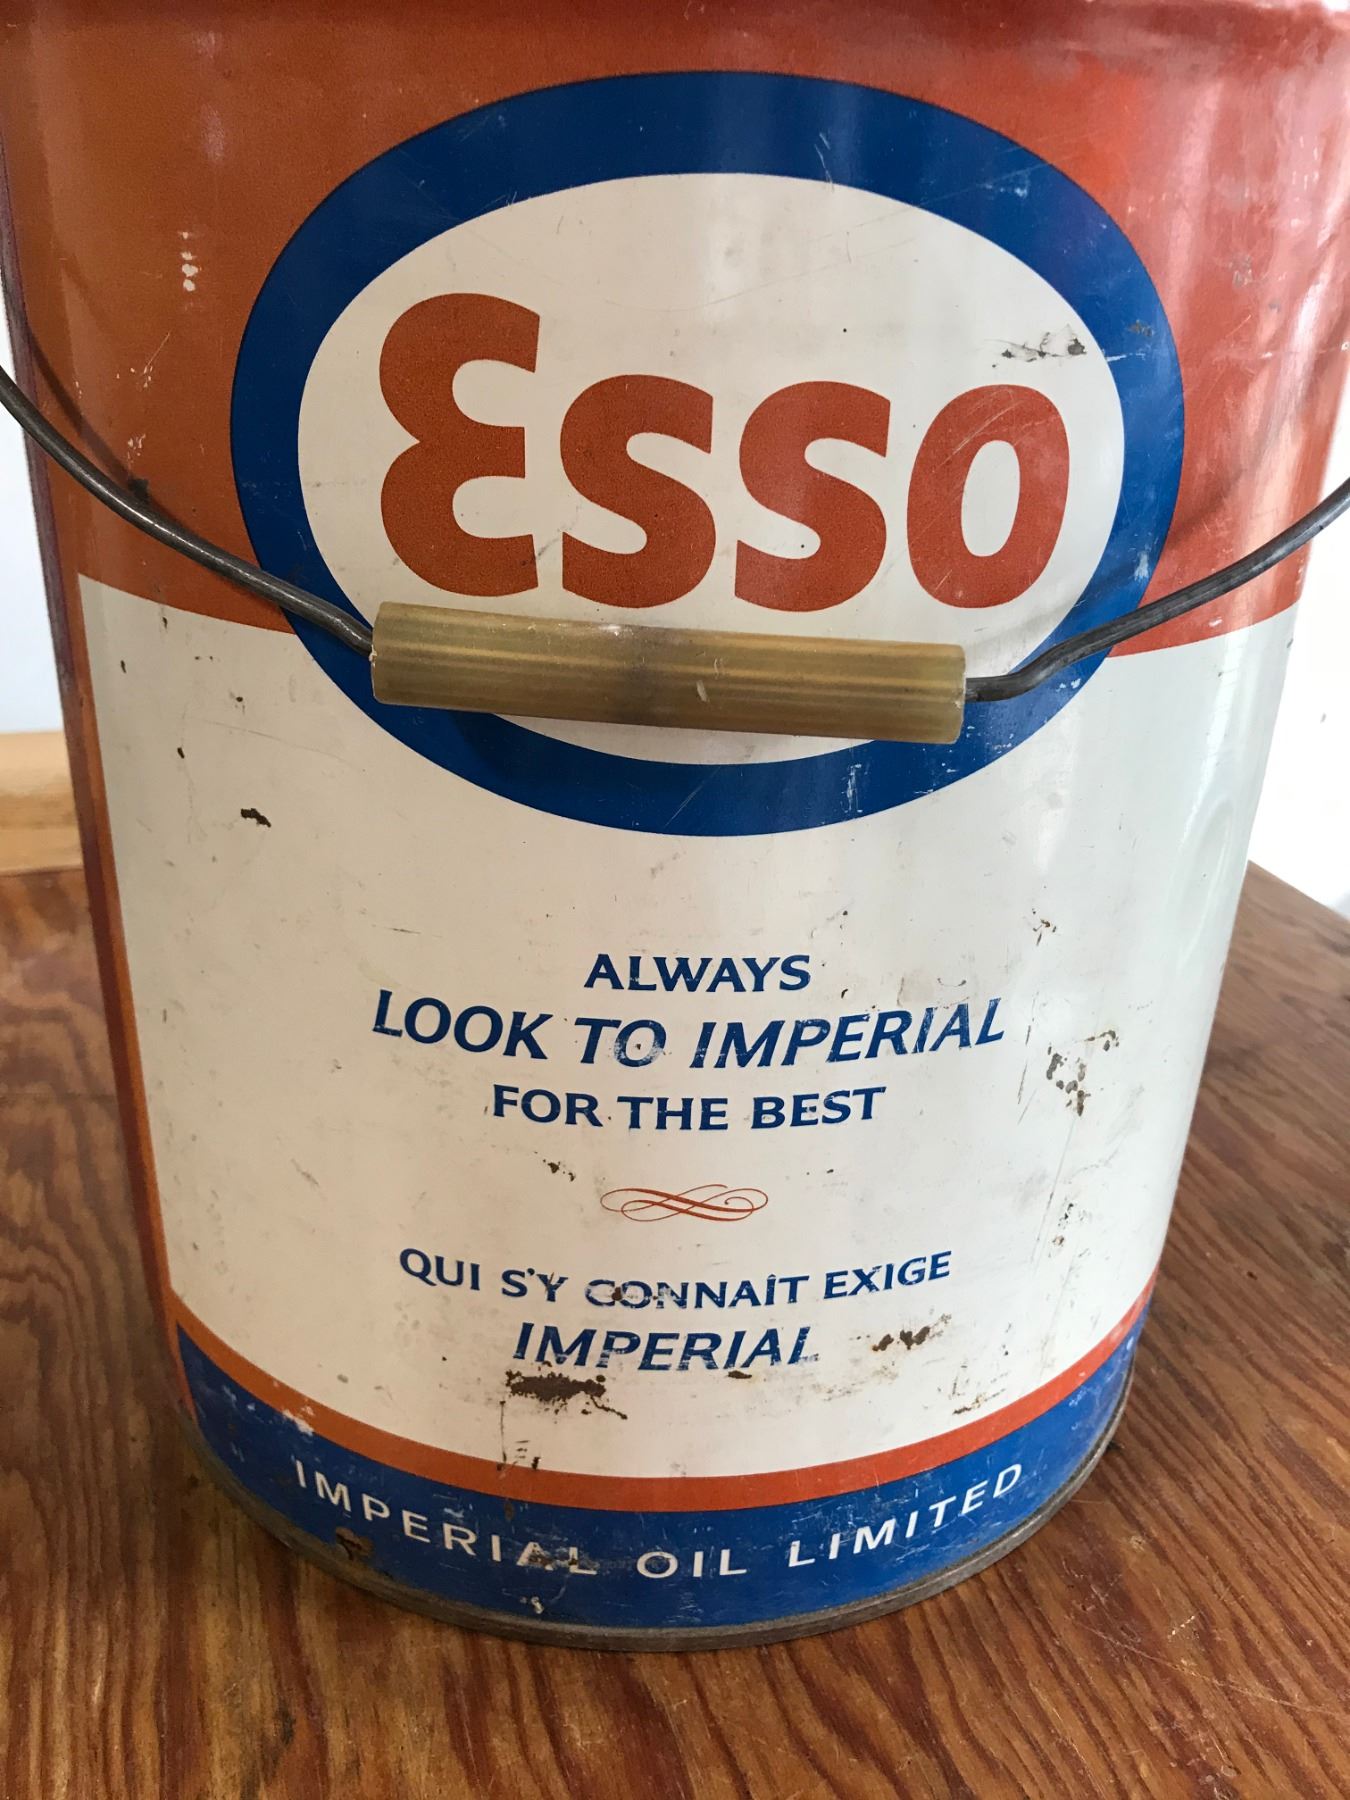 Esso
ALWAYS
LOOK TO IMPERIAL
FOR THE BEST
QUI S'Y CONNAÎT EXIGE
IMPERIAL
IMPERIAL OIL LIMITED